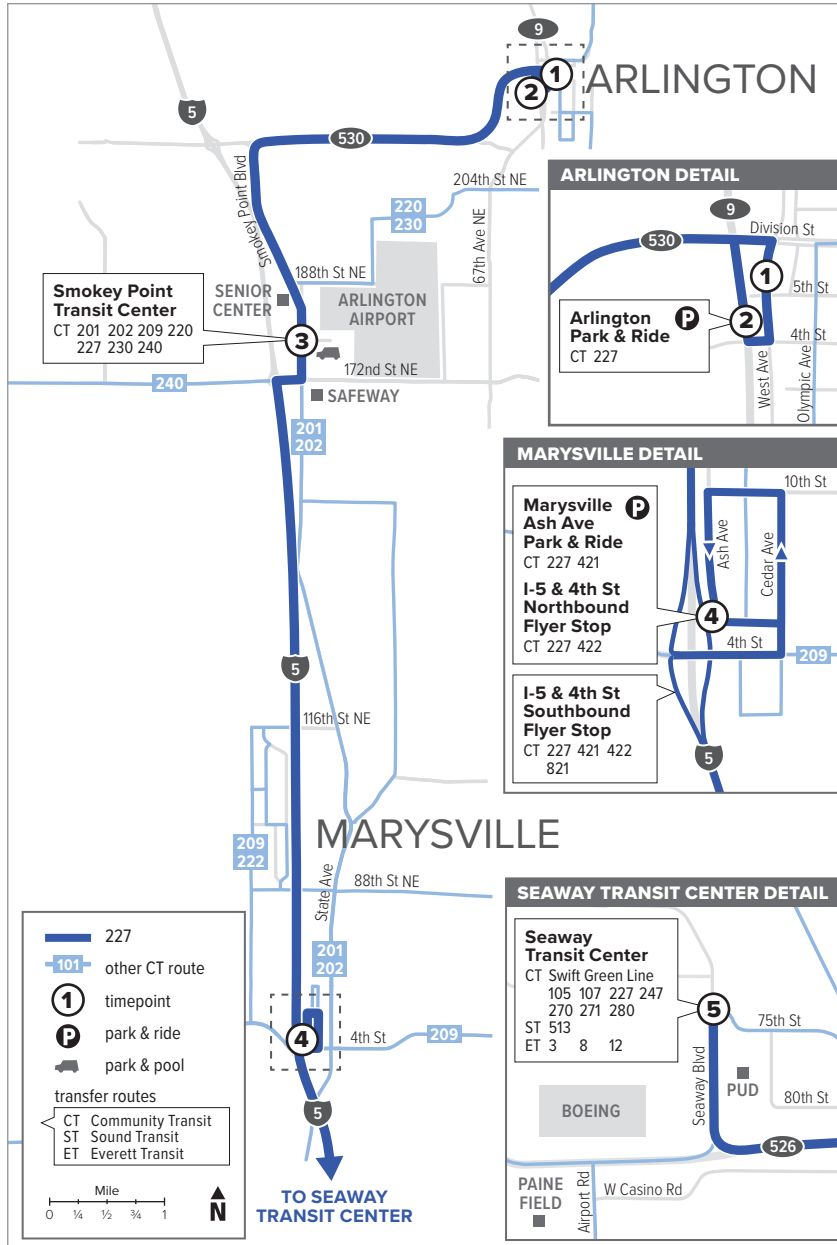 9
1
2
ARLINGTON
5
530
Smokey Point Blvd
204th St NE
220
230
67th Ave NE
188th St NE
SENIOR
CENTER
ARLINGTON
AIRPORT
Smokey Point
Transit Center
CT 201 202 209 220
227 230 240
3
172nd St NE
240
SAFEWAY
201
202
5
116th St NE
MARYSVILLE
209
222
State Ave
88th St NE
201
202
4
4th St
209
5
TO SEAWAY
TRANSIT CENTER
227
101
other CT route
1
timepoint
P
park & ride
park & pool
transfer routes
CT Community Transit
ST Sound Transit
ET Everett Transit
Mile
0 ¼ ½ ¾ 1
N
ARLINGTON DETAIL
9
Division St
530
1
5th St
Arlington
Park & Ride
P
CT 227
2
4th St
West Ave
Olympic Ave
MARYSVILLE DETAIL
10th St
Marysville
Ash Ave
Park & Ride
P
CT 227 421
I-5 & 4th St
Northbound
Flyer Stop
CT 227 422
Ash Ave
Cedar Ave
4
4th St
209
I-5 & 4th St
Southbound
Flyer Stop
CT 227 421 422
821
5
SEAWAY TRANSIT CENTER DETAIL
Seaway
Transit Center
CT Swift Green Line
105 107 227 247
270 271 280
ST 513
ET 3 8 12
5
75th St
Seaway Blvd
PUD
80th St
BOEING
526
PAINE
FIELD
Airport Rd
W Casino Rd